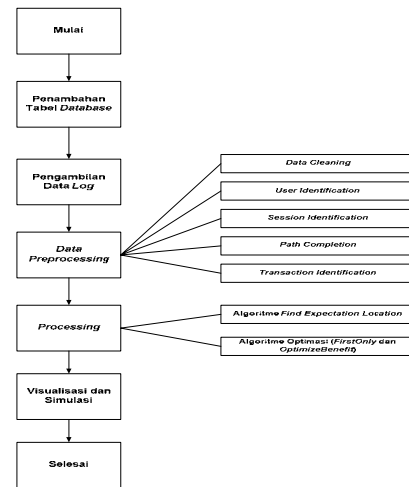 Mulai
Penambahan
Tabel Database
Pengambilan
Data Log
Data
Preprocessing
Data Cleaning
User Identification
Session Identification
Path Completion
Transaction Identification
Processing
Algoritme Find Expectation Location
Algoritme Optimasi (FirstOnly dan
OptimizeBenefit)
Visualisasi dan
Simulasi
Selesai